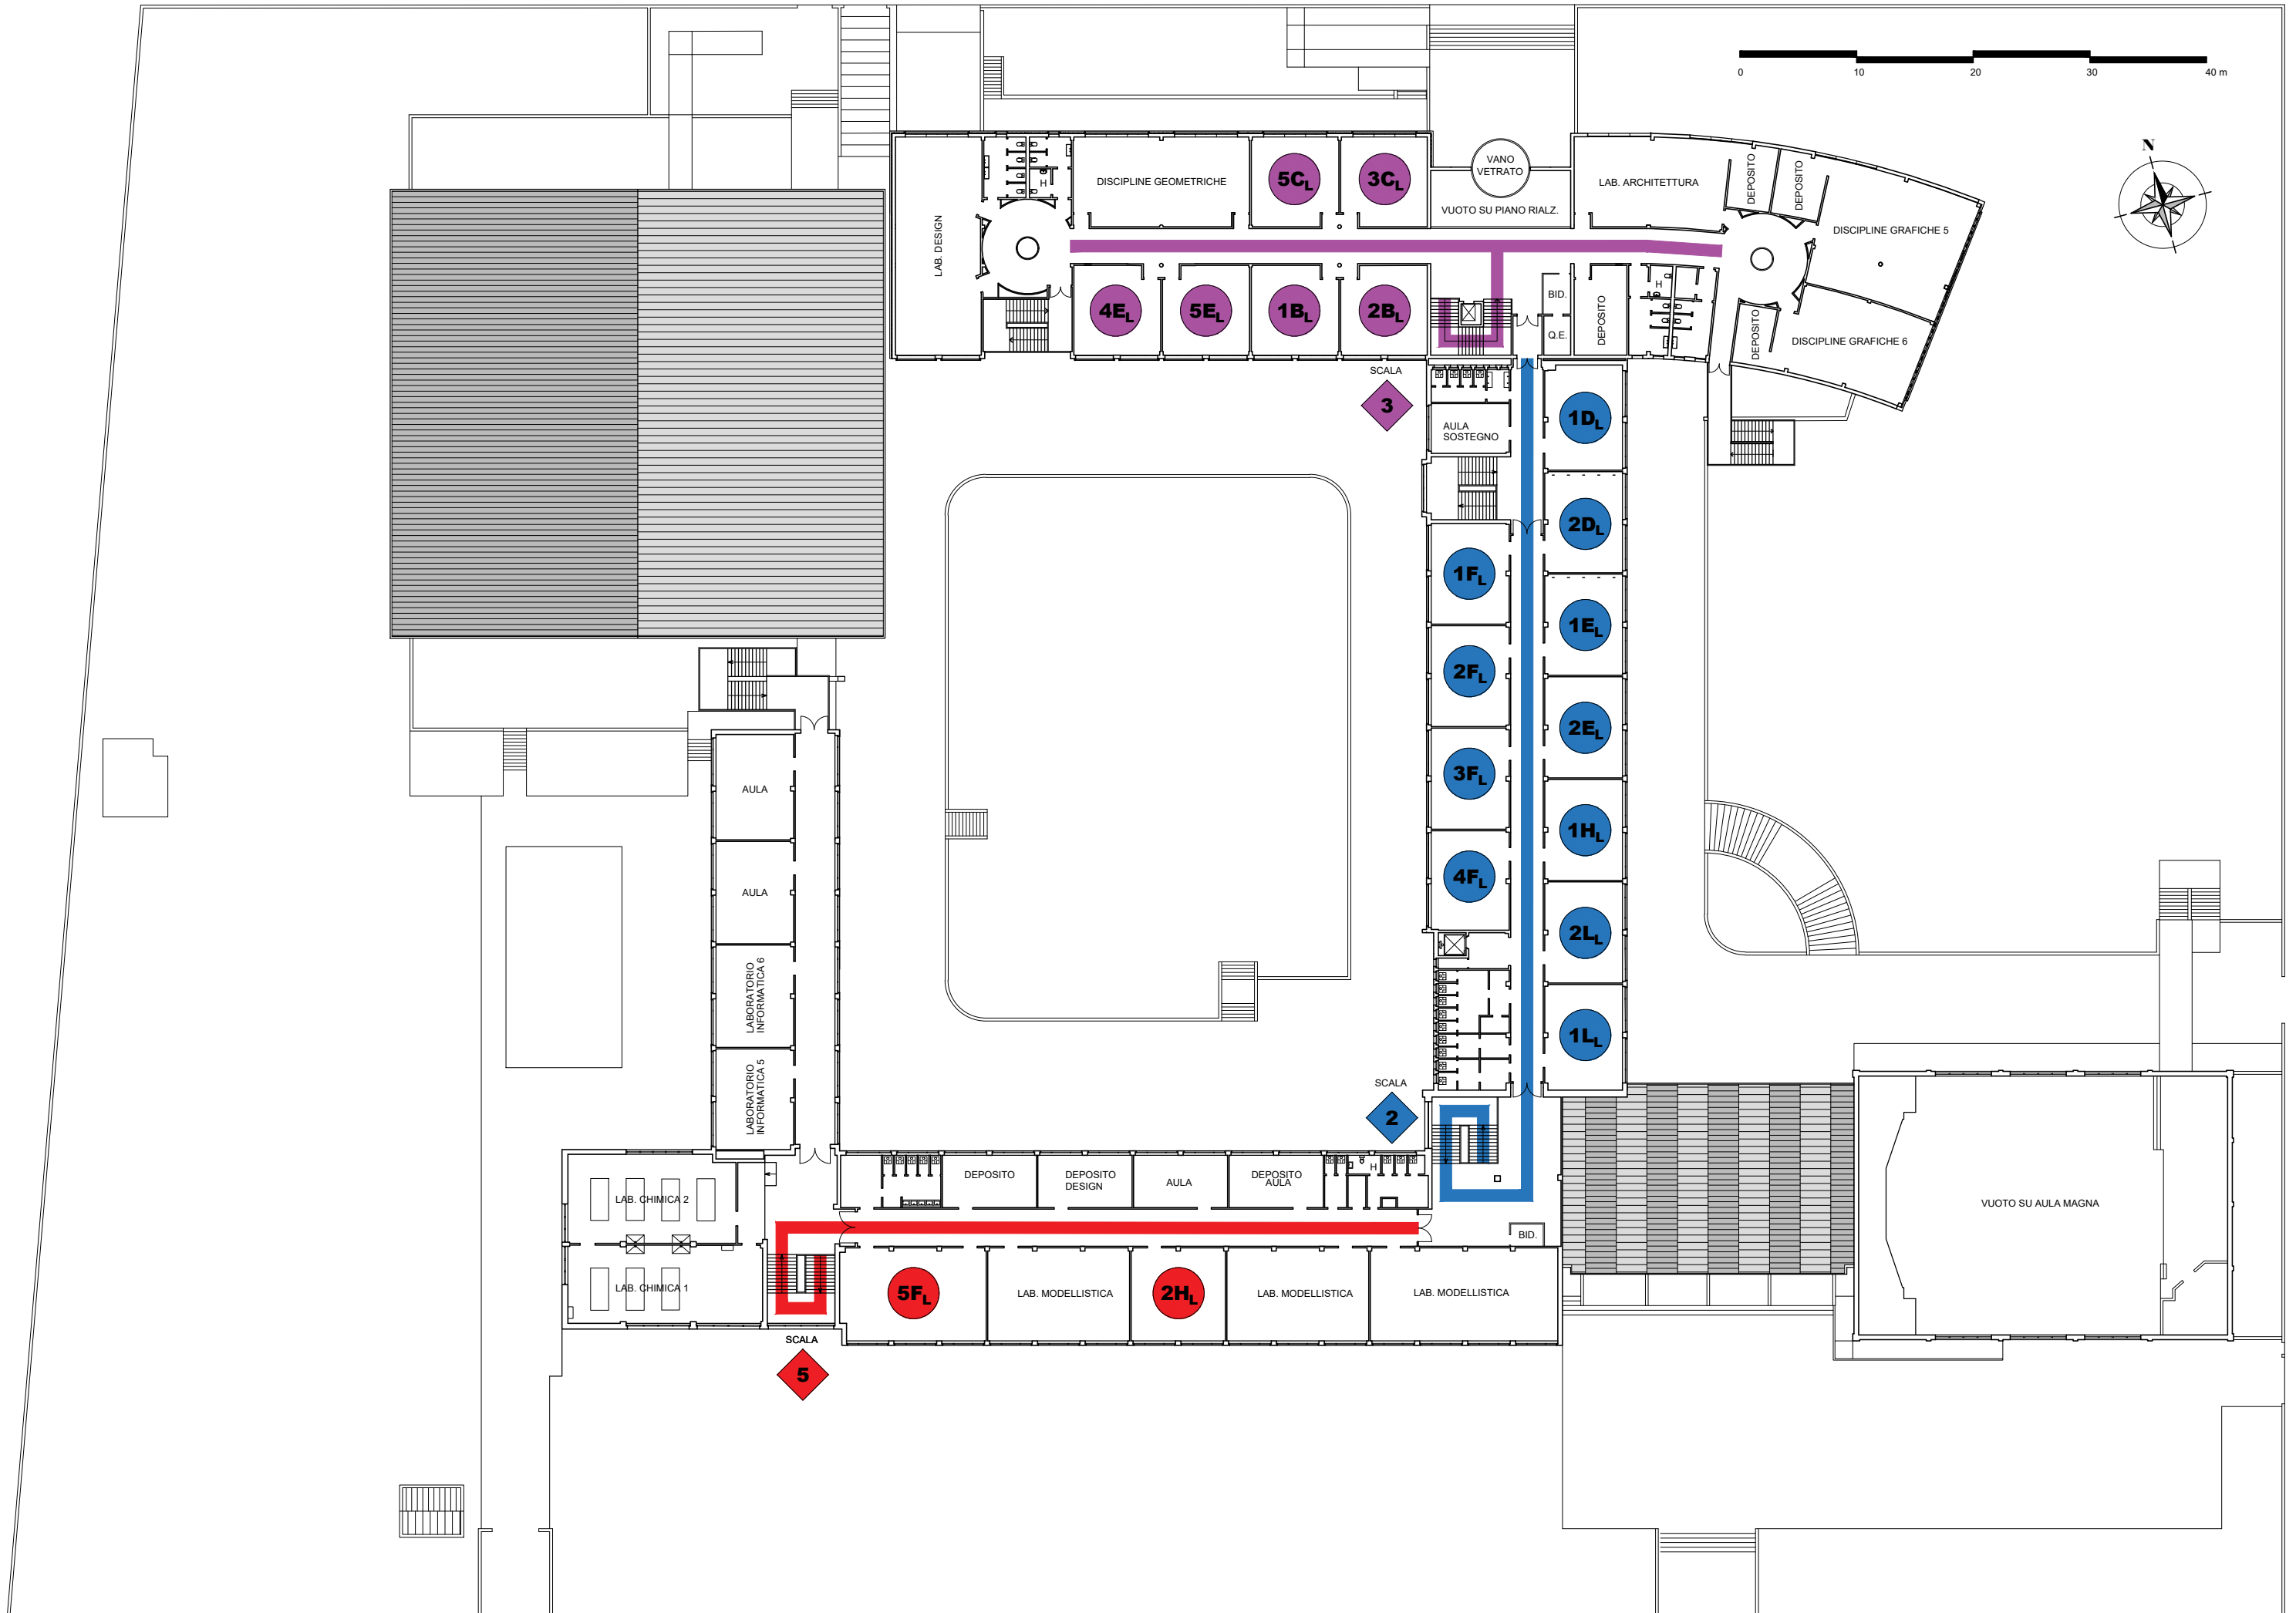 0 10 20 30 40 m
N
VANO
VETRATO
VUOTO SU PIANO RIALZ.
LAB. DESIGN
H
DISCIPLINE GEOMETRICHE
5CL
3CL
LAB. ARCHITETTURA
DEPOSITO
DEPOSITO
DISCIPLINE GRAFICHE 5
4EL
5EL
1BL
2BL
BID.
Q.E.
DEPOSITO
H
DEPOSITO
DISCIPLINE GRAFICHE 6
SCALA
3
AULA
SOSTEGNO
1DL
2DL
1FL
1EL
2FL
2EL
3FL
1HL
4FL
2LL
1LL
AULA
AULA
LABORATORIO
INFORMATICA 6
LABORATORIO
INFORMATICA 5
SCALA
2
LAB. CHIMICA 2
LAB. CHIMICA 1
DEPOSITO
DEPOSITO
DESIGN
AULA
DEPOSITO
AULA
H
BID.
5FL
LAB. MODELLISTICA
2HL
LAB. MODELLISTICA
LAB. MODELLISTICA
VUOTO SU AULA MAGNA
SCALA
5